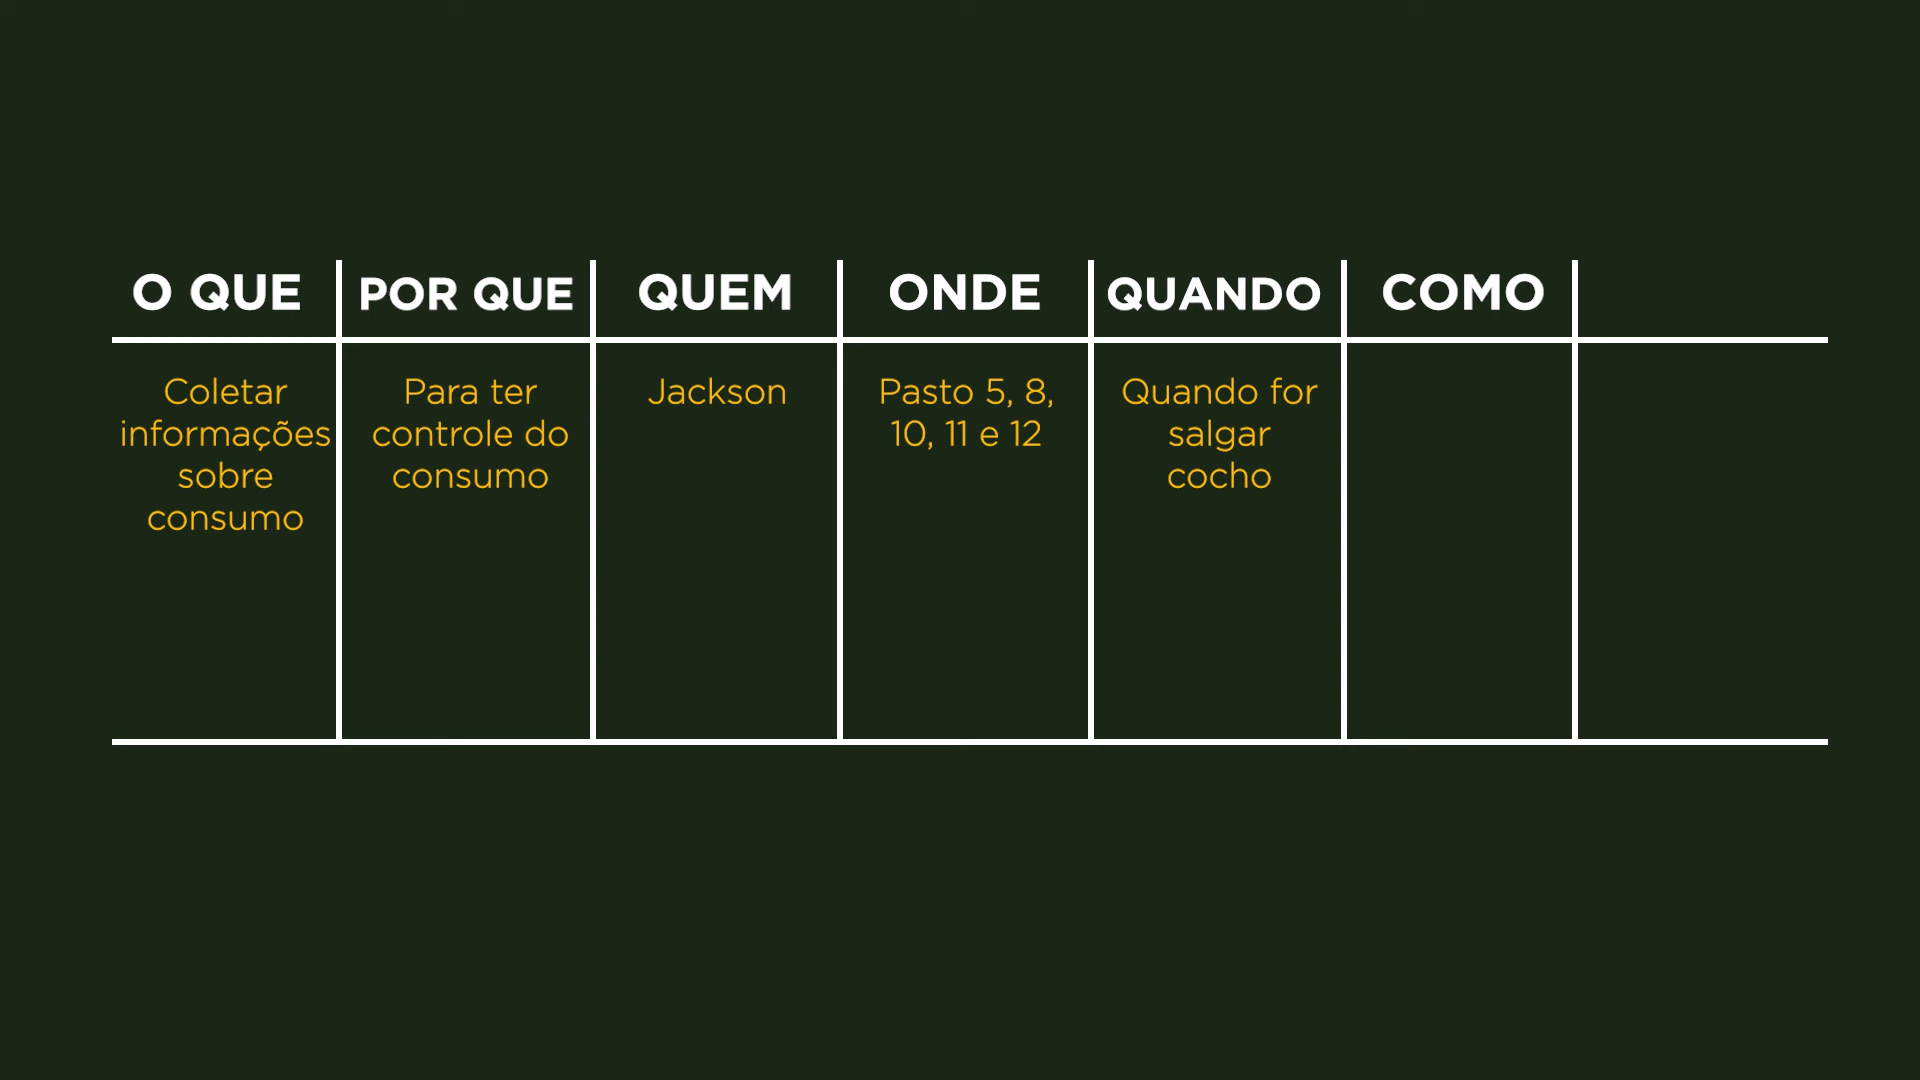 O QUE
POR QUE
QUEM
ONDE
QUANDO
COMO
Coletar
informações
sobre
consumo
Para ter
controle do
consumo
Jackson
Pasto 5, 8,
10, 11 e 12
Quando for
salgar
cocho